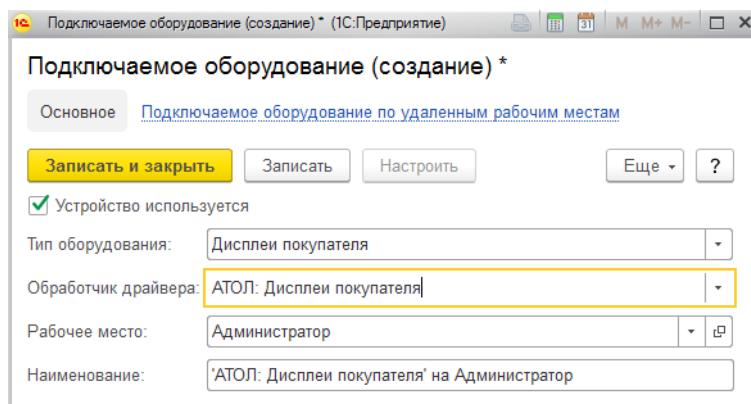 1С Подключаемое оборудование (создание) * (1С:Предприятие) 31 M M+ M-
Подключаемое оборудование (создание) *
Основное Подключаемое оборудование по удаленным рабочим местам
Записать и закрыть Записать Настроить Еще ?
Устройство используется
Тип оборудования: Дисплеи покупателя
Обработчик драйвера: АТОЛ: Дисплеи покупателя
Рабочее место: Администратор
Наименование: 'АТОЛ: Дисплеи покупателя' на Администратор